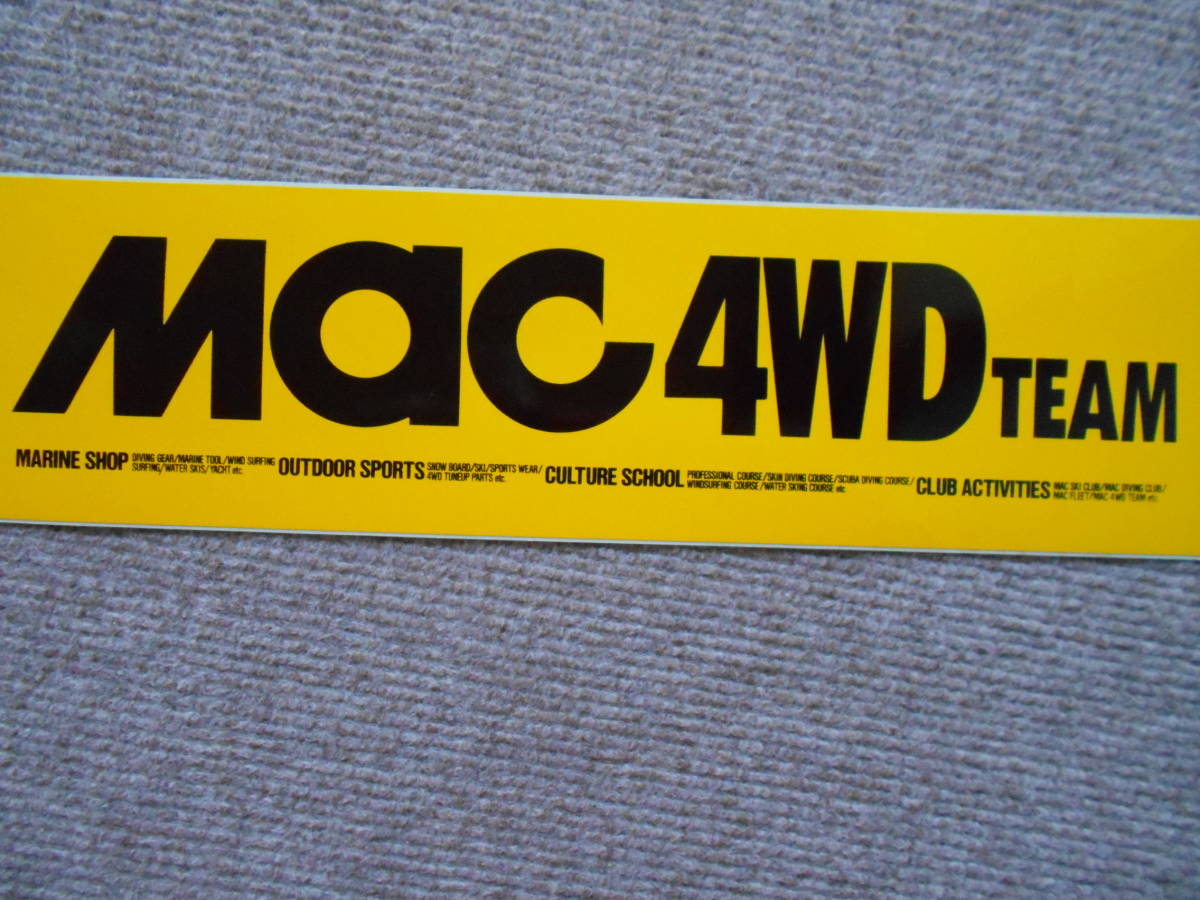 Mac 4WD TEAM
MARINE SHOP DIVING GEAR/MARINE TOOL/WIND SURFING
SURFING/WATER SKIS/YACHT etc.
OUTDOOR SPORTS SNOW BOARD/SKI/SPORTS WEAR/
4WD TUNEUP PARTS etc.
CULTURE SCHOOL PROFESSIONAL COURSE/SKIN DIVING COURSE/SCUBA DIVING COURSE/
WINDSURFING COURSE/WATER SKING COURSE etc.
CLUB ACTIVITIES MAC SKI CLUB/MAC DIVING CLUB/
MAC FLEET/MAC 4WD TEAM etc.